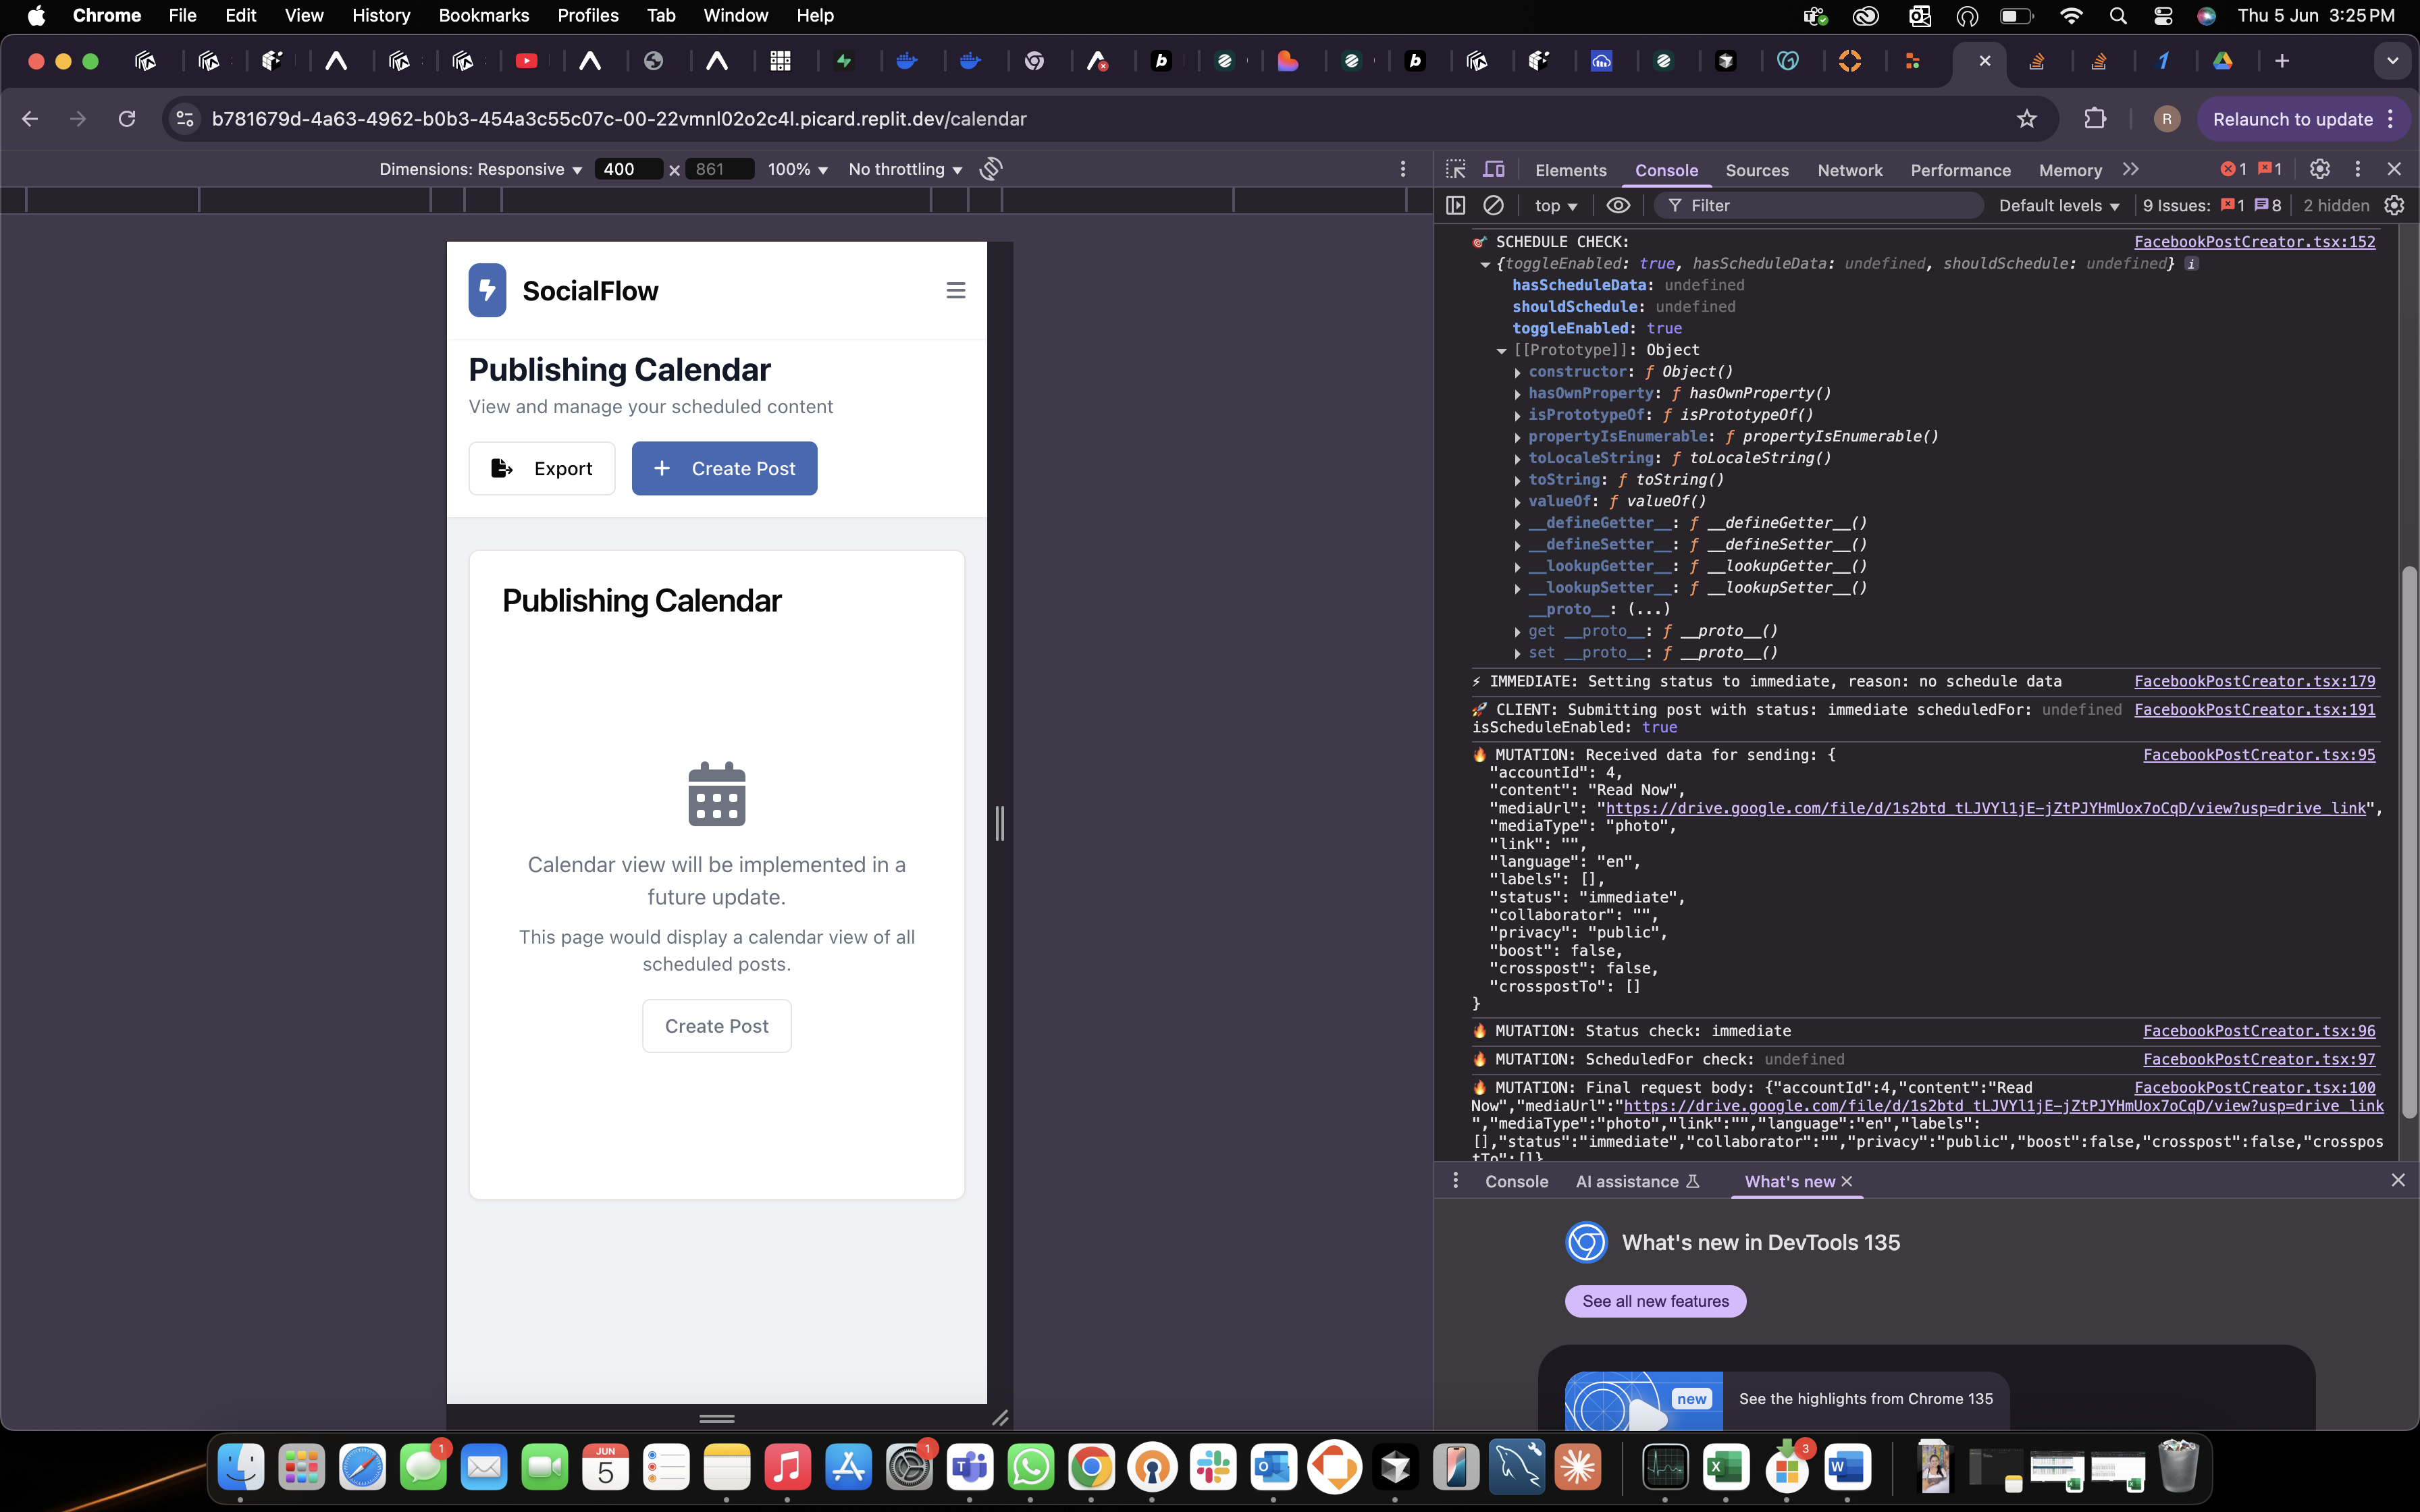 Chrome File Edit View History Bookmarks Profiles Tab Window Help
Thu 5 Jun 3:25 PM
b781679d-4a63-4962-b0b3-454a3c55c07c-00-22vmnl02o2c4l.picard.replit.dev/calendar
R
Relaunch to update
Dimensions: Responsive 400 x 861 100% No throttling
SocialFlow
Publishing Calendar
View and manage your scheduled content
Export
+ Create Post
Publishing Calendar
Calendar view will be implemented in a
future update.
This page would display a calendar view of all
scheduled posts.
Create Post
Elements Console Sources Network Performance Memory 1 1
top Filter Default levels 9 Issues: 1 8 2 hidden
SCHEDULE CHECK: FacebookPostCreator.tsx:152
{toggleEnabled: true, hasScheduleData: undefined, shouldSchedule: undefined} i
hasScheduleData: undefined
shouldSchedule: undefined
toggleEnabled: true
[[Prototype]]: Object
constructor: ƒ Object()
hasOwnProperty: ƒ hasOwnProperty()
isPrototypeOf: ƒ isPrototypeOf()
propertyIsEnumerable: ƒ propertyIsEnumerable()
toLocaleString: ƒ toLocaleString()
toString: ƒ toString()
valueOf: ƒ valueOf()
__defineGetter__: ƒ __defineGetter__()
__defineSetter__: ƒ __defineSetter__()
__lookupGetter__: ƒ __lookupGetter__()
__lookupSetter__: ƒ __lookupSetter__()
__proto__: (...)
get __proto__: ƒ __proto__()
set __proto__: ƒ __proto__()
⚡ IMMEDIATE: Setting status to immediate, reason: no schedule data FacebookPostCreator.tsx:179
🚀 CLIENT: Submitting post with status: immediate scheduledFor: undefined FacebookPostCreator.tsx:191
isScheduleEnabled: true
🔥 MUTATION: Received data for sending: { FacebookPostCreator.tsx:95
"accountId": 4,
"content": "Read Now",
"mediaUrl": "https://drive.google.com/file/d/1s2btd_tLJVYl1jE-jZtPJYHmUox7oCqD/view?usp=drive_link",
"mediaType": "photo",
"link": "",
"language": "en",
"labels": [],
"status": "immediate",
"collaborator": "",
"privacy": "public",
"boost": false,
"crosspost": false,
"crosspostTo": []
}
🔥 MUTATION: Status check: immediate FacebookPostCreator.tsx:96
🔥 MUTATION: ScheduledFor check: undefined FacebookPostCreator.tsx:97
🔥 MUTATION: Final request body: {"accountId":4,"content":"Read FacebookPostCreator.tsx:100
Now","mediaUrl":"https://drive.google.com/file/d/1s2btd_tLJVYl1jE-jZtPJYHmUox7oCqD/view?usp=drive_link
","mediaType":"photo","link":"","language":"en","labels":
[],"status":"immediate","collaborator":"","privacy":"public","boost":false,"crosspost":false,"crosspos
tTo":[]}
Console AI assistance What's new
What's new in DevTools 135
See all new features
new
See the highlights from Chrome 135
1
JUN
5
1
3